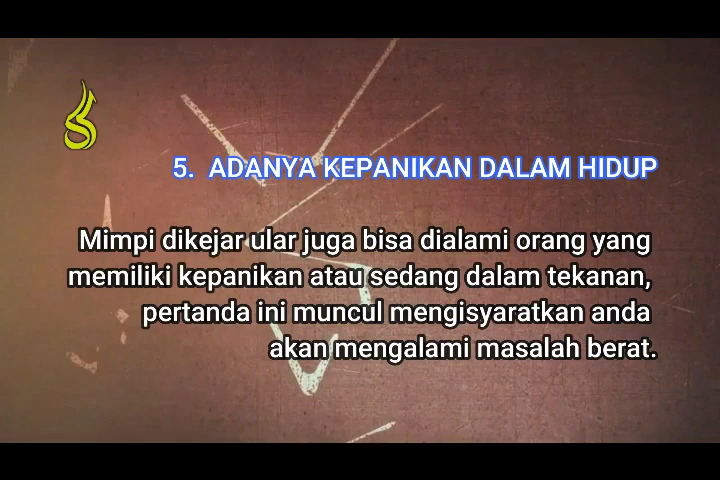 5. ADANYA KEPANIKAN DALAM HIDUP
Mimpi dikejar ular juga bisa dialami orang yang
memiliki kepanikan atau sedang dalam tekanan,
pertanda ini muncul mengisyaratkan anda
akan mengalami masalah berat.